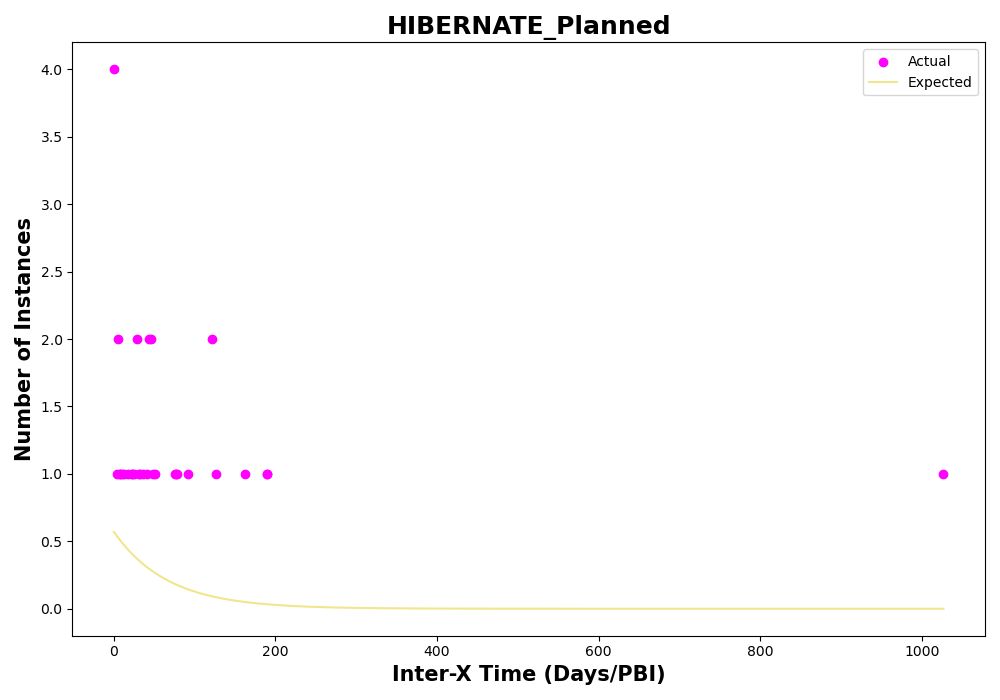 HIBERNATE_Planned
Actual
Expected
4.0
3.5
3.0
2.5
2.0
1.5
1.0
0.5
0.0
Number of Instances
0 200 400 600 800 1000
Inter-X Time (Days/PBI)